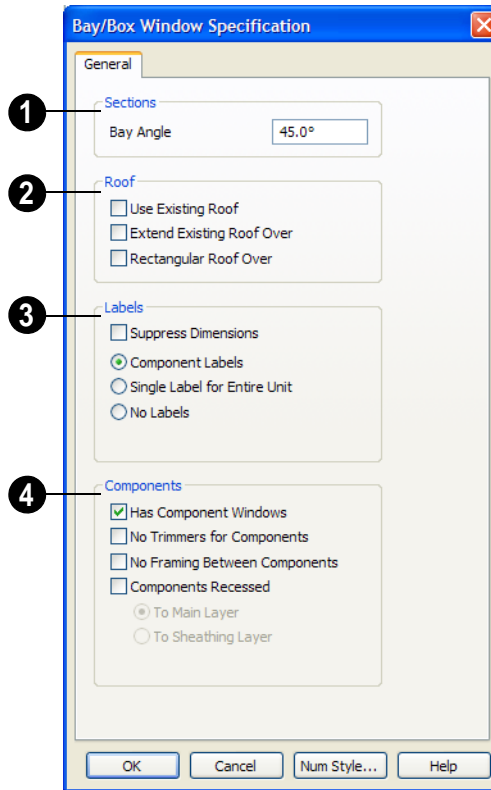 Bay/Box Window Specification
General
1
Sections
Bay Angle 45.0°
2
Roof
Use Existing Roof
Extend Existing Roof Over
Rectangular Roof Over
3
Labels
Suppress Dimensions
Component Labels
Single Label for Entire Unit
No Labels
4
Components
Has Component Windows
No Trimmers for Components
No Framing Between Components
Components Recessed
To Main Layer
To Sheathing Layer
OK Cancel Num Style... Help